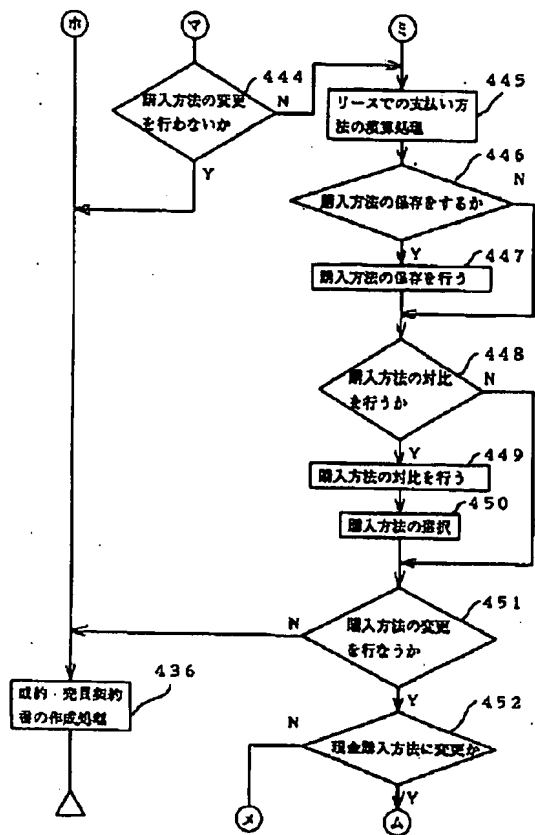 ホ
マ
ミ
444
購入方法の変更
を行わないか
N
Y
445
リースでの支払い方
法の演算処理
446
N
購入方法の保存をするか
Y
447
購入方法の保存を行う
448
購入方法の対比
を行うか
N
Y
449
購入方法の対比を行う
450
購入方法の選択
451
N
購入方法の変更
を行なうか
Y
436
成約・売買契約
書の作成処理
452
N
現金購入方法に変更か
Y
メ
ム